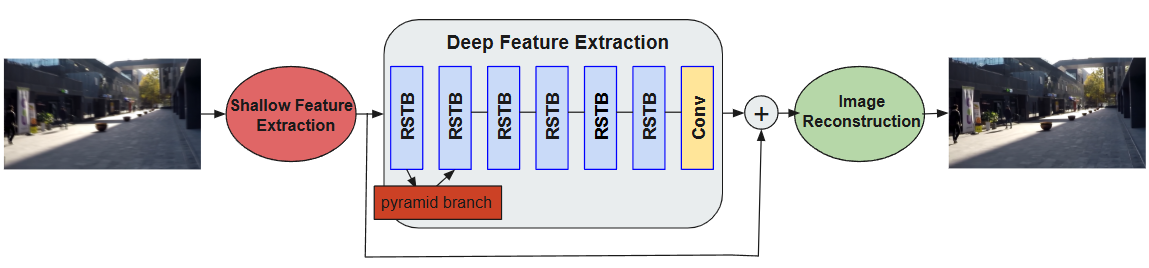 Deep Feature Extraction
Shallow Feature
Extraction
RSTB
RSTB
RSTB
RSTB
RSTB
RSTB
Conv
+
Image
Reconstruction
pyramid branch